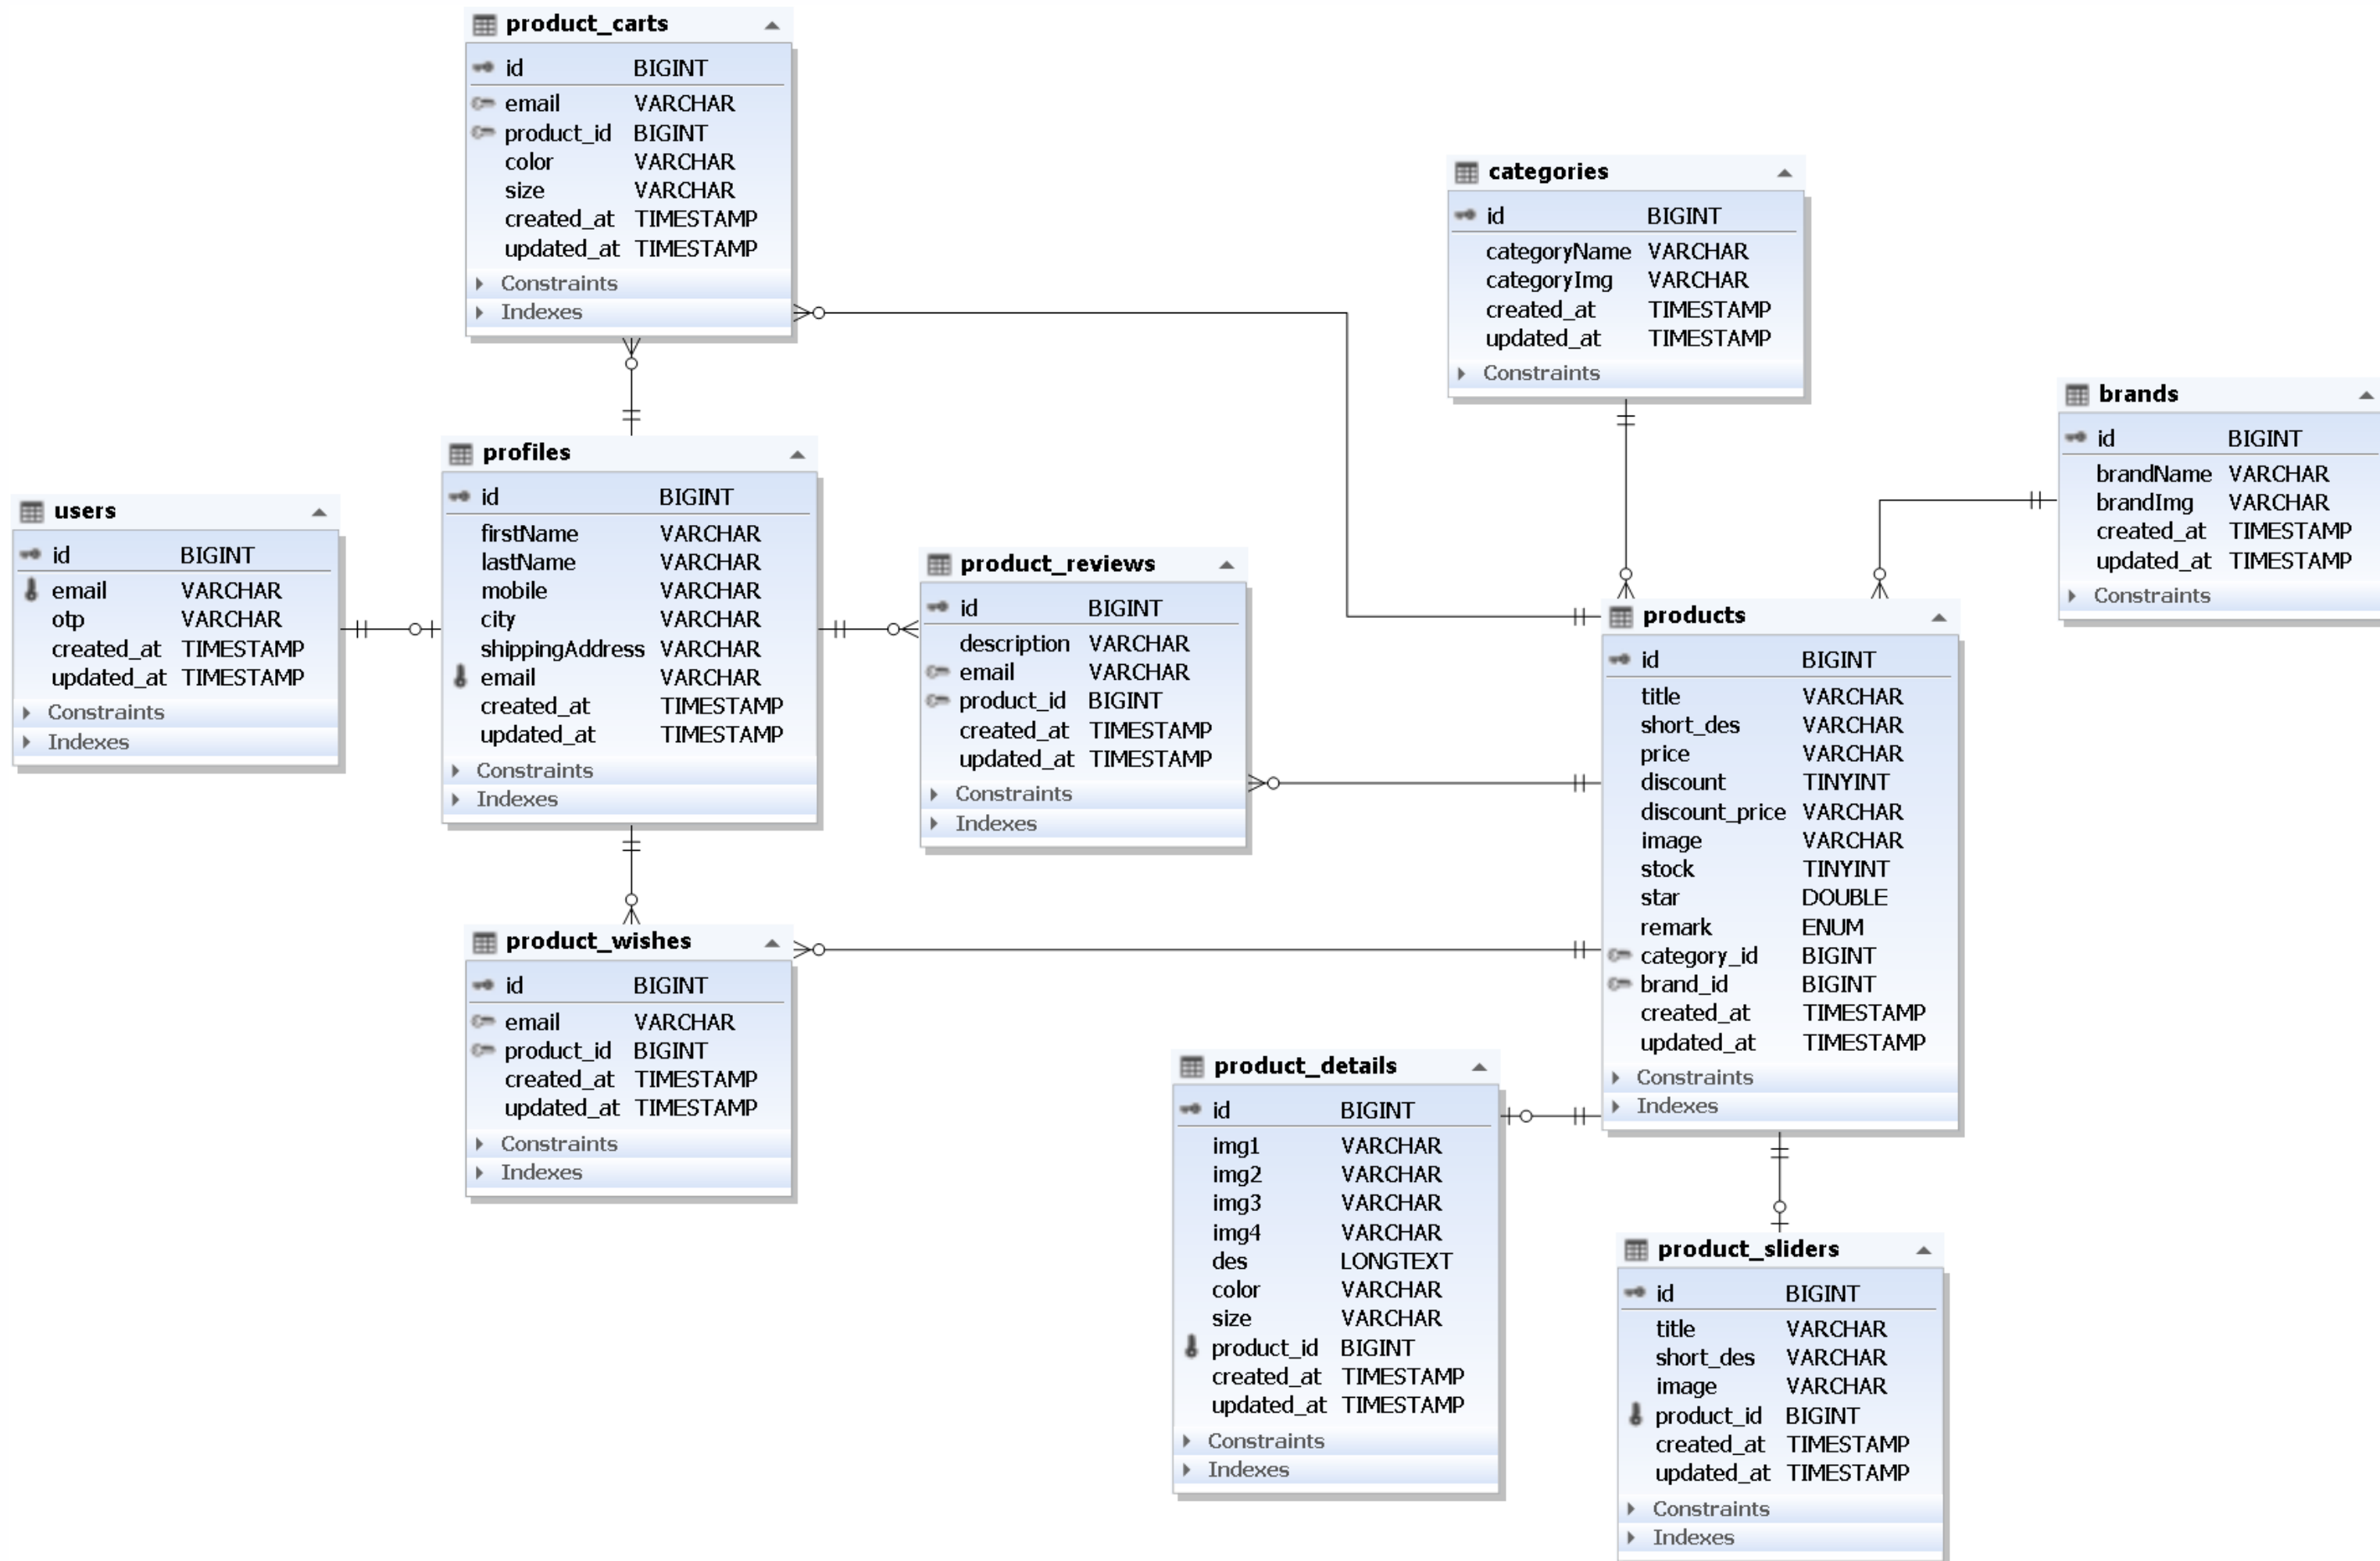 product_carts
id BIGINT
email VARCHAR
product_id BIGINT
color VARCHAR
size VARCHAR
created_at TIMESTAMP
updated_at TIMESTAMP
Constraints
Indexes
categories
id BIGINT
categoryName VARCHAR
categoryImg VARCHAR
created_at TIMESTAMP
updated_at TIMESTAMP
Constraints
brands
id BIGINT
brandName VARCHAR
brandImg VARCHAR
created_at TIMESTAMP
updated_at TIMESTAMP
Constraints
users
id BIGINT
email VARCHAR
otp VARCHAR
created_at TIMESTAMP
updated_at TIMESTAMP
Constraints
Indexes
profiles
id BIGINT
firstName VARCHAR
lastName VARCHAR
mobile VARCHAR
city VARCHAR
shippingAddress VARCHAR
email VARCHAR
created_at TIMESTAMP
updated_at TIMESTAMP
Constraints
Indexes
product_reviews
id BIGINT
description VARCHAR
email VARCHAR
product_id BIGINT
created_at TIMESTAMP
updated_at TIMESTAMP
Constraints
Indexes
products
id BIGINT
title VARCHAR
short_des VARCHAR
price VARCHAR
discount TINYINT
discount_price VARCHAR
image VARCHAR
stock TINYINT
star DOUBLE
remark ENUM
category_id BIGINT
brand_id BIGINT
created_at TIMESTAMP
updated_at TIMESTAMP
Constraints
Indexes
product_wishes
id BIGINT
email VARCHAR
product_id BIGINT
created_at TIMESTAMP
updated_at TIMESTAMP
Constraints
Indexes
product_details
id BIGINT
img1 VARCHAR
img2 VARCHAR
img3 VARCHAR
img4 VARCHAR
des LONGTEXT
color VARCHAR
size VARCHAR
product_id BIGINT
created_at TIMESTAMP
updated_at TIMESTAMP
Constraints
Indexes
product_sliders
id BIGINT
title VARCHAR
short_des VARCHAR
image VARCHAR
product_id BIGINT
created_at TIMESTAMP
updated_at TIMESTAMP
Constraints
Indexes